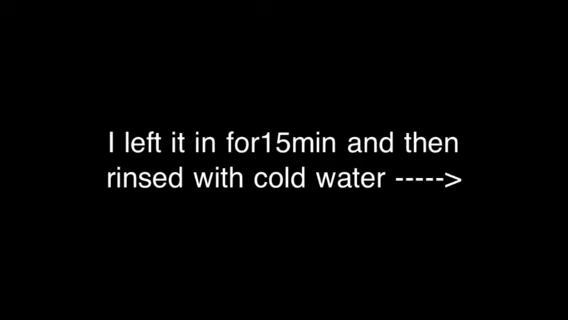 I left it in for15min and then
rinsed with cold water ----->